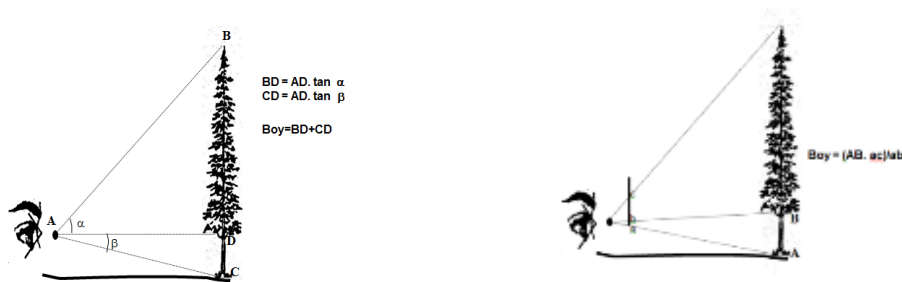 B
BD = AD. tan α
CD = AD. tan β
Boy=BD+CD
A
α
β
D
C
Boy = (AB. ac)/ab
c
b
a
B
A